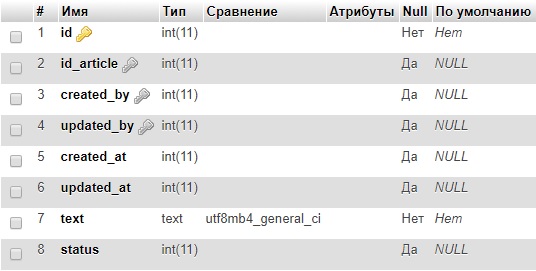 # Имя Тип Сравнение Атрибуты Null По умолчанию
1 id int(11) Нет Нет
2 id_article int(11) Да NULL
3 created_by int(11) Да NULL
4 updated_by int(11) Да NULL
5 created_at int(11) Да NULL
6 updated_at int(11) Да NULL
7 text text utf8mb4_general_ci Нет Нет
8 status int(11) Да NULL